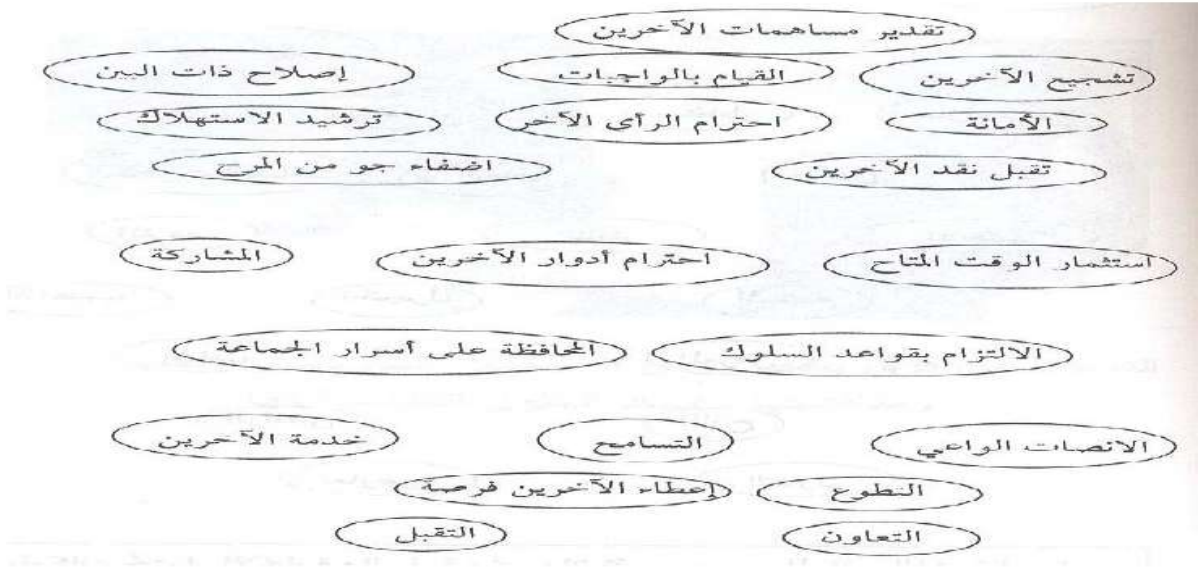 تقدير مساهمات الآخرين
تشجيع الآخرين القيام بالواجبات إصلاح ذات البين
الأمانة احترام الرأى الآخر ترشيد الاستهلاك
تقبل نقد الآخرين اضفاء جو من المرح
استثمار الوقت المتاح احترام أدوار الآخرين المشاركة
الالتزام بقواعد السلوك المحافظة على أسرار الجماعة
الانصات الواعي التسامح خدمة الآخرين
التطوع إعطاء الآخرين فرصة
التعاون التقبل